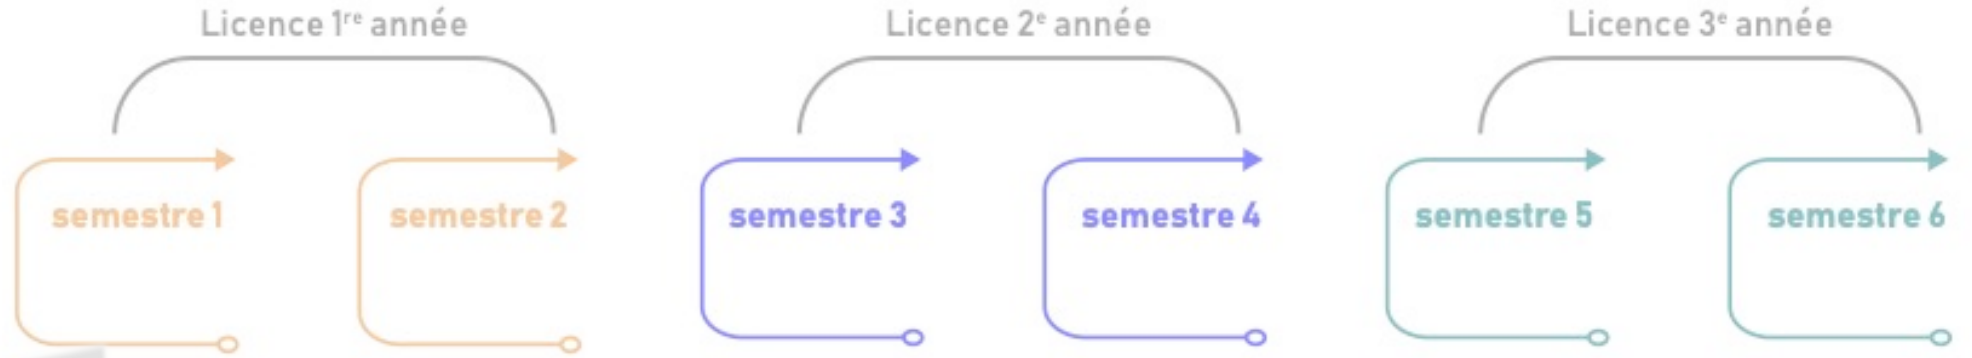 Licence 1re année
Licence 2e année
Licence 3e année
semestre 1
semestre 2
semestre 3
semestre 4
semestre 5
semestre 6